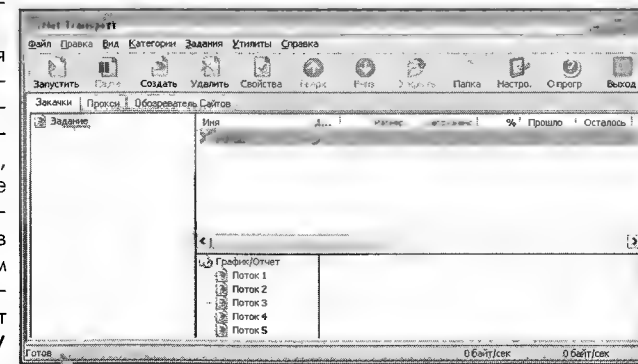 Net Transport
Файл Правка Вид Категории Задания Утилиты Справка
Запустить Создать Удалить Свойства Папка Настро. О прогр Выход
Закачки Прокси Обозреватель Сайтов
Задание
Имя Д... Размер % Прошло Осталось
График/Отчет
Поток 1
Поток 2
Поток 3
Поток 4
Поток 5
Готов 0 байт/сек 0 байт/сек